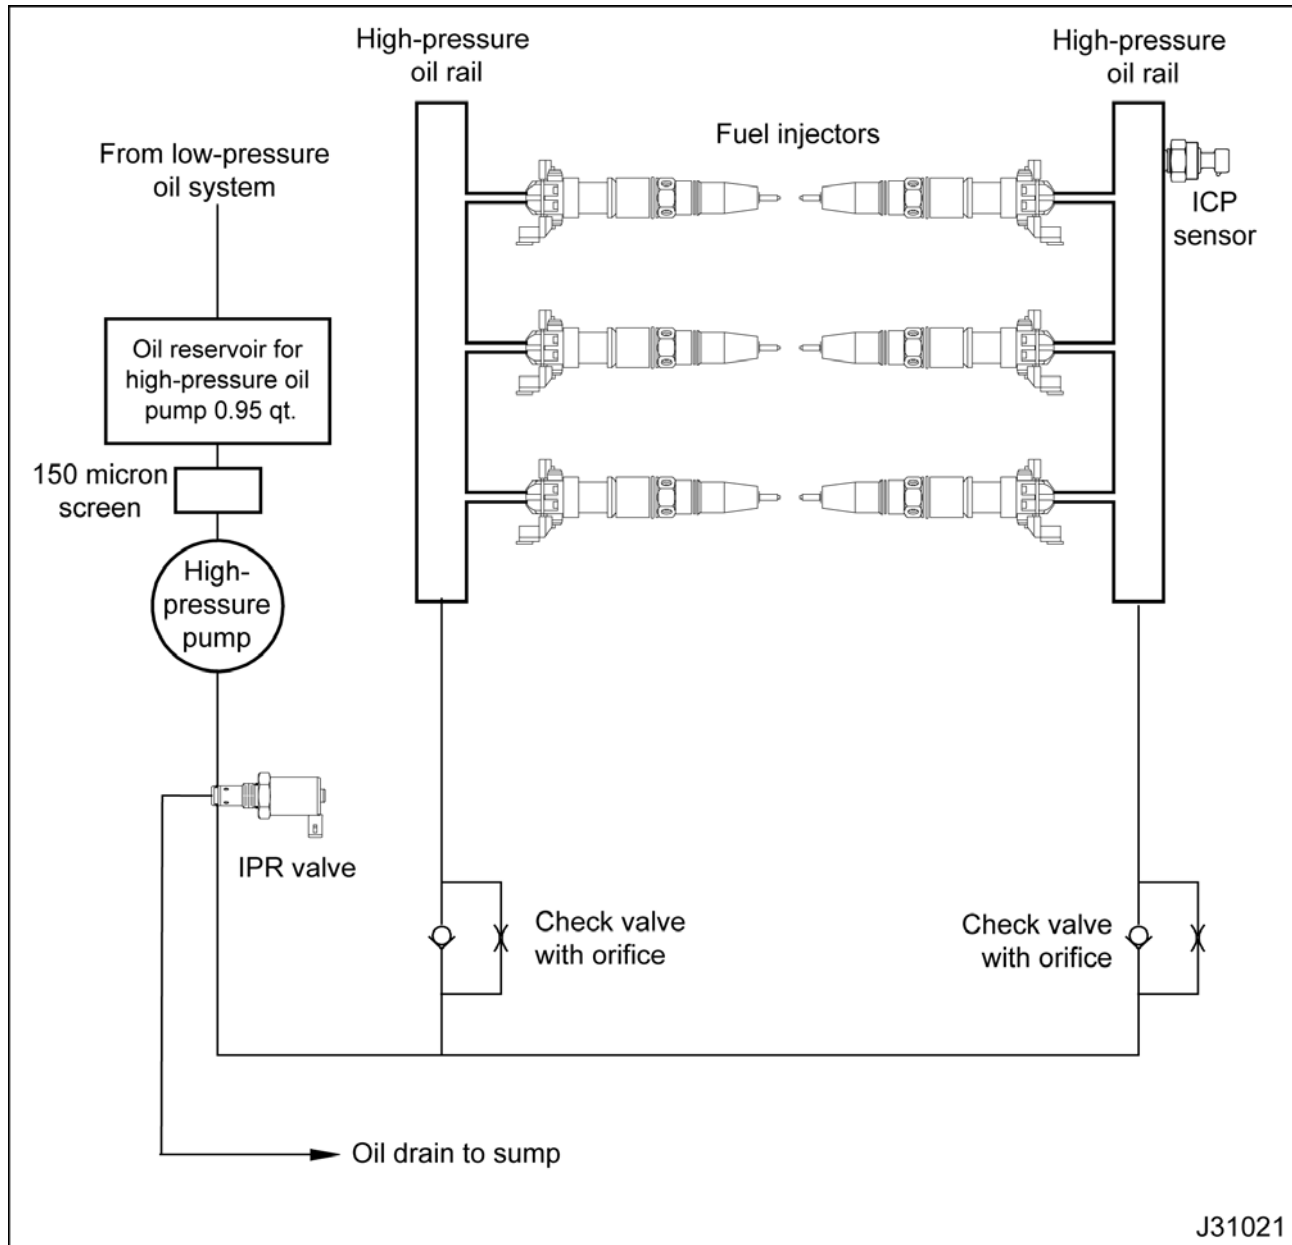 High-pressure
oil rail
High-pressure
oil rail
From low-pressure
oil system
Fuel injectors
ICP
sensor
Oil reservoir for
high-pressure oil
pump 0.95 qt.
150 micron
screen
High-
pressure
pump
IPR valve
Check valve
with orifice
Check valve
with orifice
Oil drain to sump
J31021